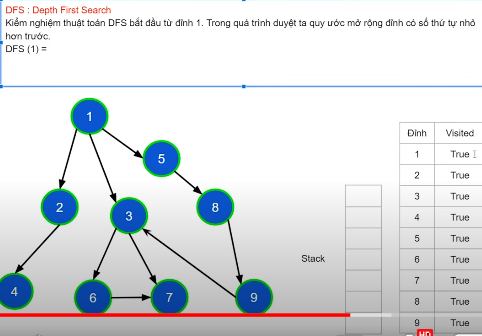 DFS : Depth First Search
Kiểm nghiệm thuật toán DFS bắt đầu từ đỉnh 1. Trong quá trình duyệt ta quy ước mở rộng đỉnh có số thứ tự nhỏ
hơn trước.
DFS (1) =
1
5
2
3
8
4
6
7
9
Stack
Đỉnh Visited
1 True
2 True
3 True
4 True
5 True
6 True
7 True
8 True
9 True
HD